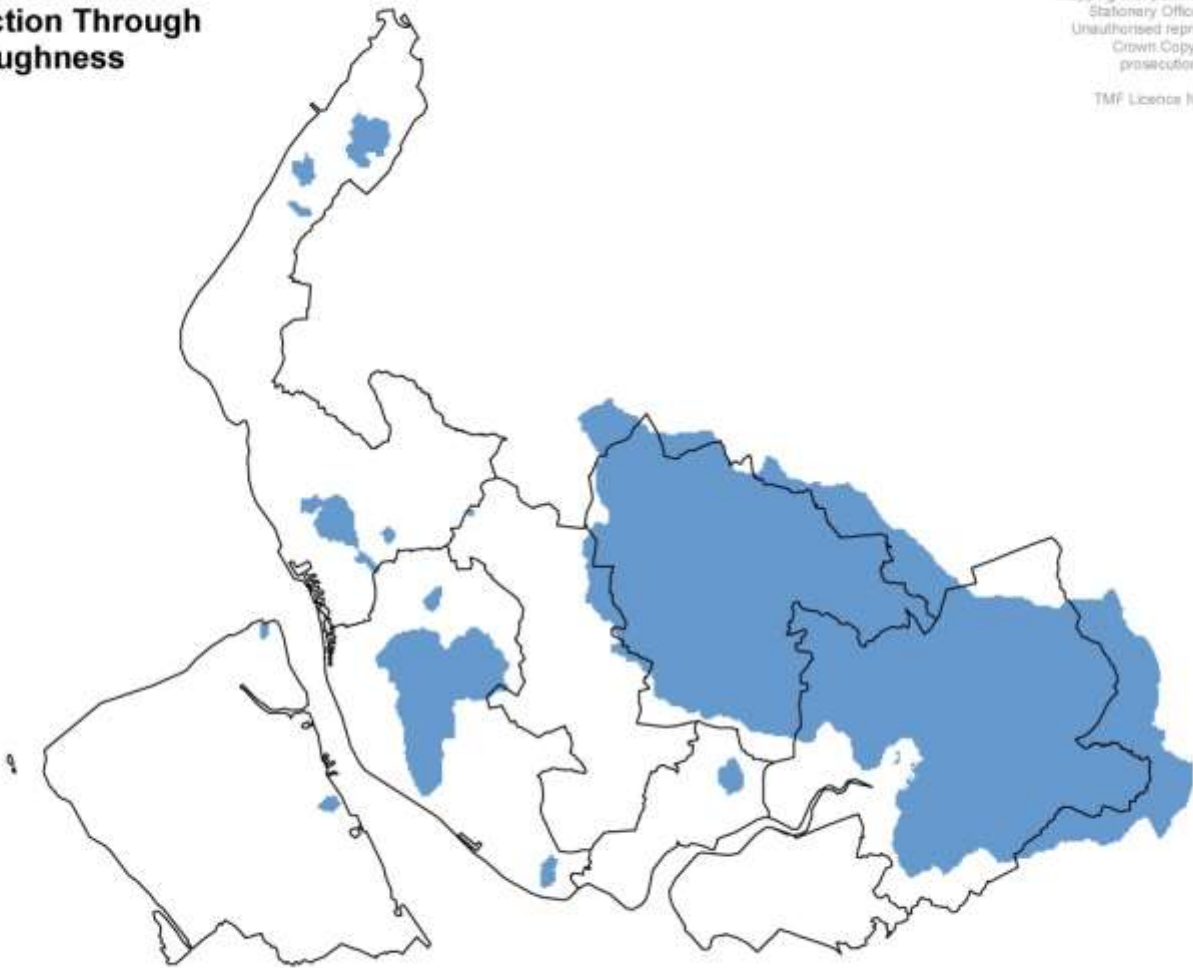 ction Through
ughness
Stationery Offic
Unauthorised repr
Crown Copy
prosecution
TMF Licence N